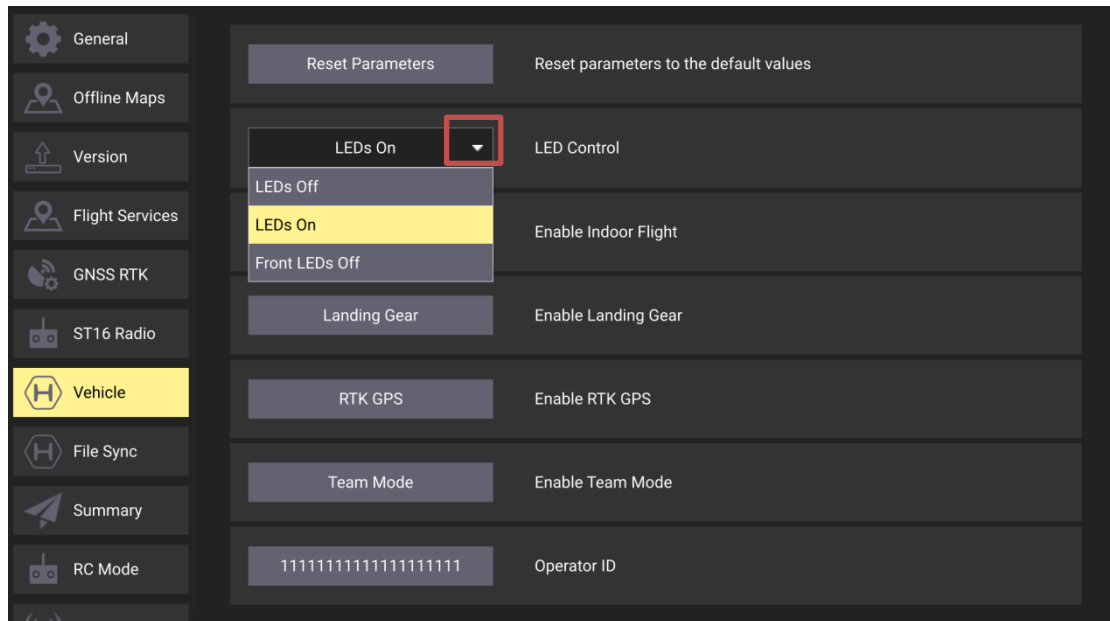 General
Offline Maps
Version
Flight Services
GNSS RTK
ST16 Radio
Vehicle
File Sync
Summary
RC Mode
Reset Parameters
Reset parameters to the default values
LEDs On
LED Control
LEDs Off
LEDs On
Front LEDs Off
Enable Indoor Flight
Landing Gear
Enable Landing Gear
RTK GPS
Enable RTK GPS
Team Mode
Enable Team Mode
11111111111111111111
Operator ID